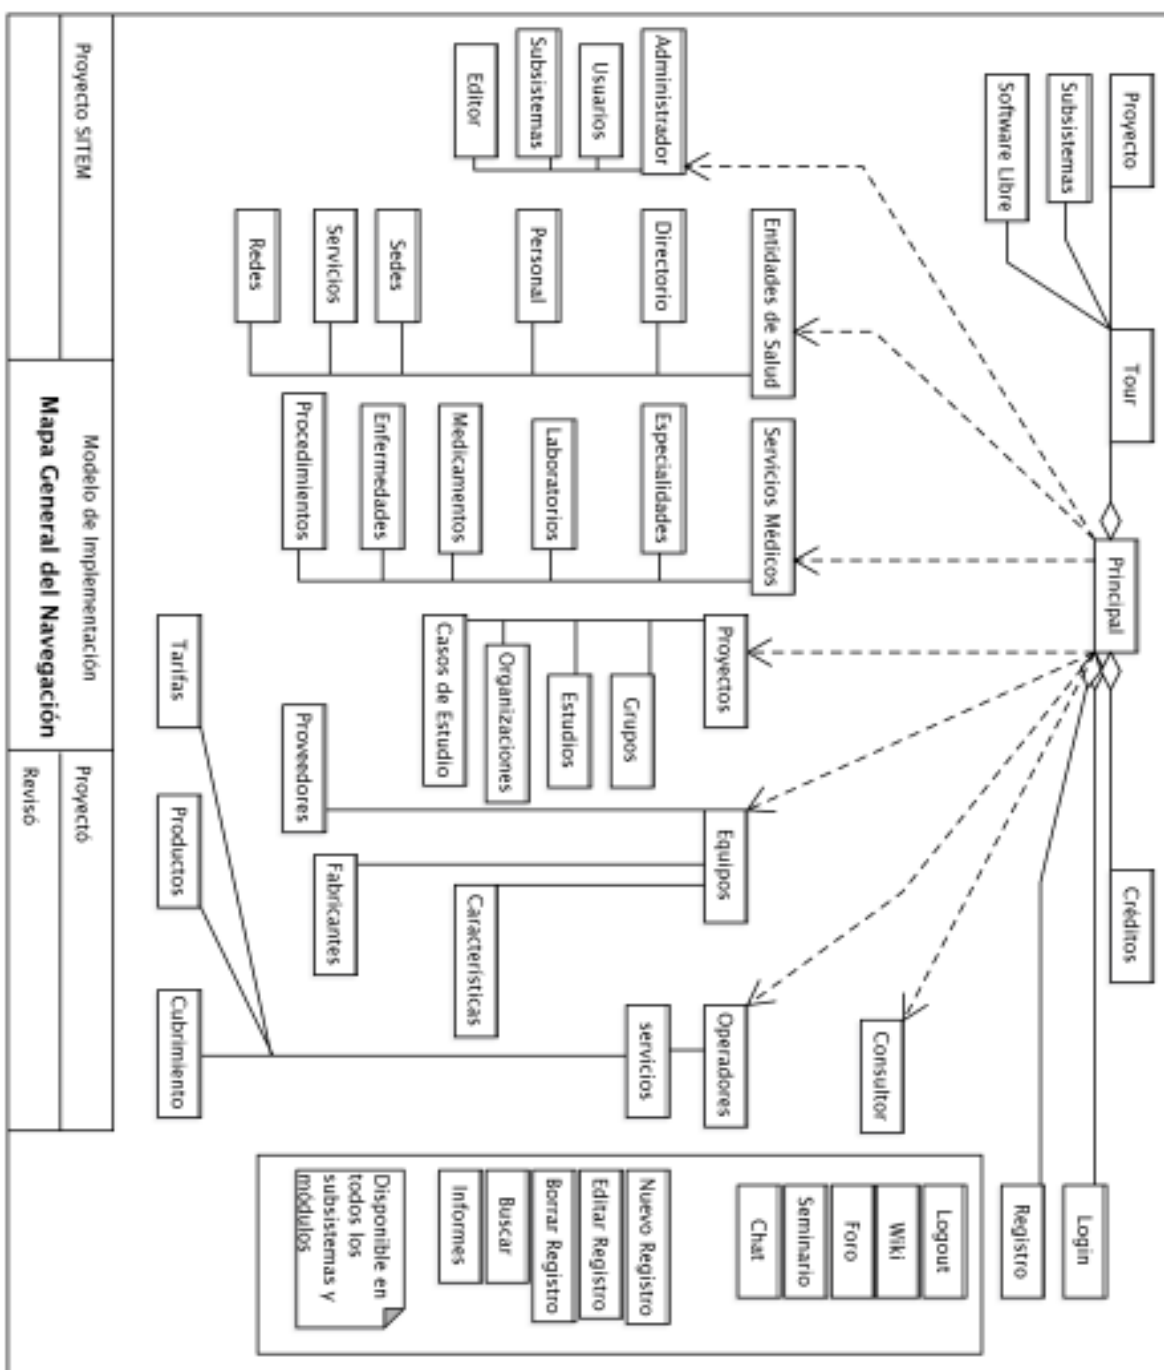 Principal
Proyecto
Tour
Créditos
Login
Subsistemas
Registro
Software Libre
Consultor
Logout
Wiki
Foro
Seminario
Chat
Entidades de Salud
Servicios Médicos
Proyectos
Equipos
Operadores
Administrador
Usuarios
Subsistemas
Editor
Directorio
Personal
Sedes
Servicios
Redes
Especialidades
Laboratorios
Medicamentos
Enfermedades
Procedimientos
Grupos
Estudios
Organizaciones
Casos de Estudio
Características
Fabricantes
Proveedores
servicios
Tarifas
Productos
Cubrimiento
Nuevo Registro
Editar Registro
Borrar Registro
Buscar
Informes
Disponible en
todos los
subsistemas y
módulos
Proyecto SITEM
Modelo de Implementación
Mapa General del Navegación
Proyectó
Revisó